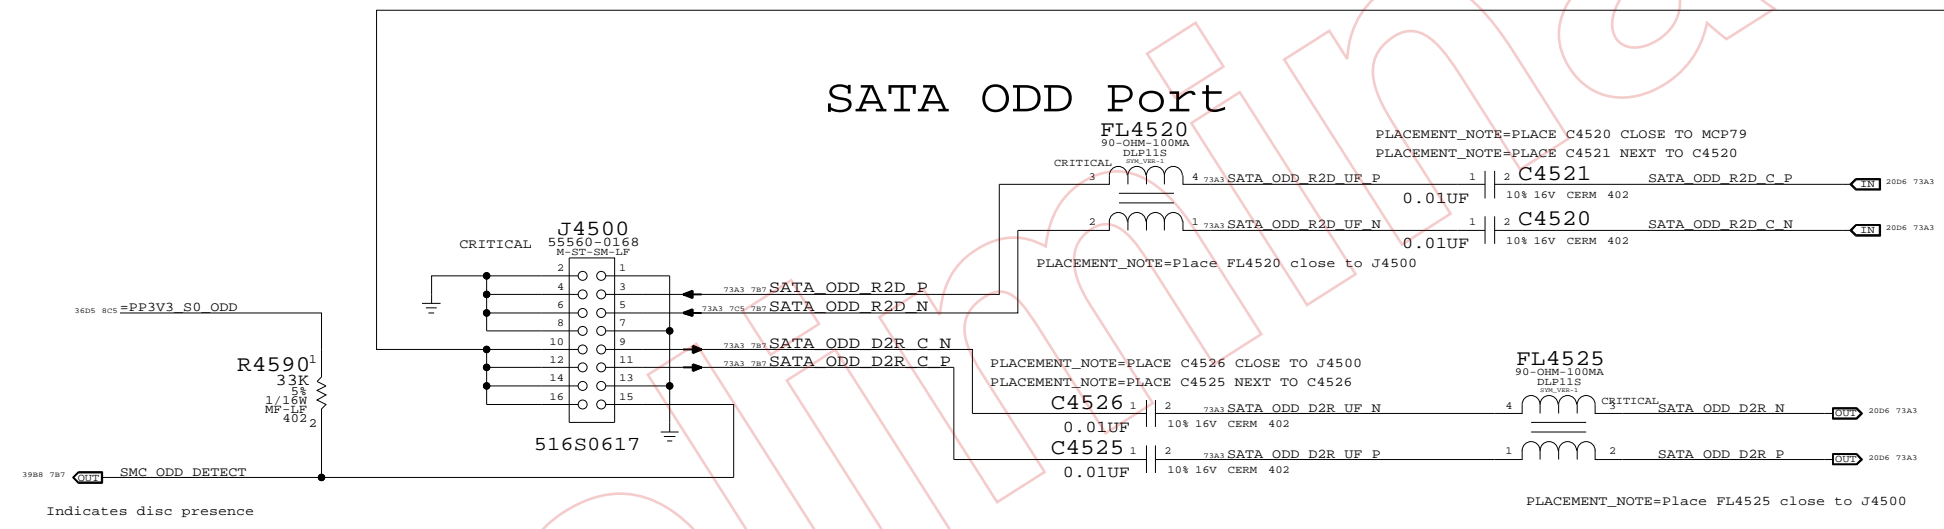 SATA ODD Port
FL4520
90-OHM-100MA
DLP11S
SYM_VER-1
CRITICAL
PLACEMENT_NOTE=PLACE C4520 CLOSE TO MCP79
PLACEMENT_NOTE=PLACE C4521 NEXT TO C4520
3
4 73A3 SATA_ODD_R2D_UF_P
1 2 C4521
0.01UF
10% 16V CERM 402
SATA_ODD_R2D_C_P
IN 20D6 73A3
2
1 73A3 SATA_ODD_R2D_UF_N
1 2 C4520
0.01UF
10% 16V CERM 402
SATA_ODD_R2D_C_N
IN 20D6 73A3
PLACEMENT_NOTE=Place FL4520 close to J4500
CRITICAL
J4500
55560-0168
M-ST-SM-LF
2 1
4 3
6 5
8 7
10 9
12 11
14 13
16 15
516S0617
73A3 7B7 SATA_ODD_R2D_P
73A3 7C5 7B7 SATA_ODD_R2D_N
73A3 7B7 SATA_ODD_D2R_C_N
73A3 7B7 SATA_ODD_D2R_C_P
36D5 8C5 =PP3V3_S0_ODD
R4590 1
33K
5%
1/16W
MF-LF
402 2
39B8 7B7 OUT SMC_ODD_DETECT
Indicates disc presence
PLACEMENT_NOTE=PLACE C4526 CLOSE TO J4500
PLACEMENT_NOTE=PLACE C4525 NEXT TO C4526
C4526 1 2
0.01UF
10% 16V CERM 402
73A3 SATA_ODD_D2R_UF_N
C4525 1 2
0.01UF
10% 16V CERM 402
73A3 SATA_ODD_D2R_UF_P
FL4525
90-OHM-100MA
DLP11S
SYM_VER-1
CRITICAL
4 3
SATA_ODD_D2R_N
OUT 20D6 73A3
1 2
SATA_ODD_D2R_P
OUT 20D6 73A3
PLACEMENT_NOTE=Place FL4525 close to J4500